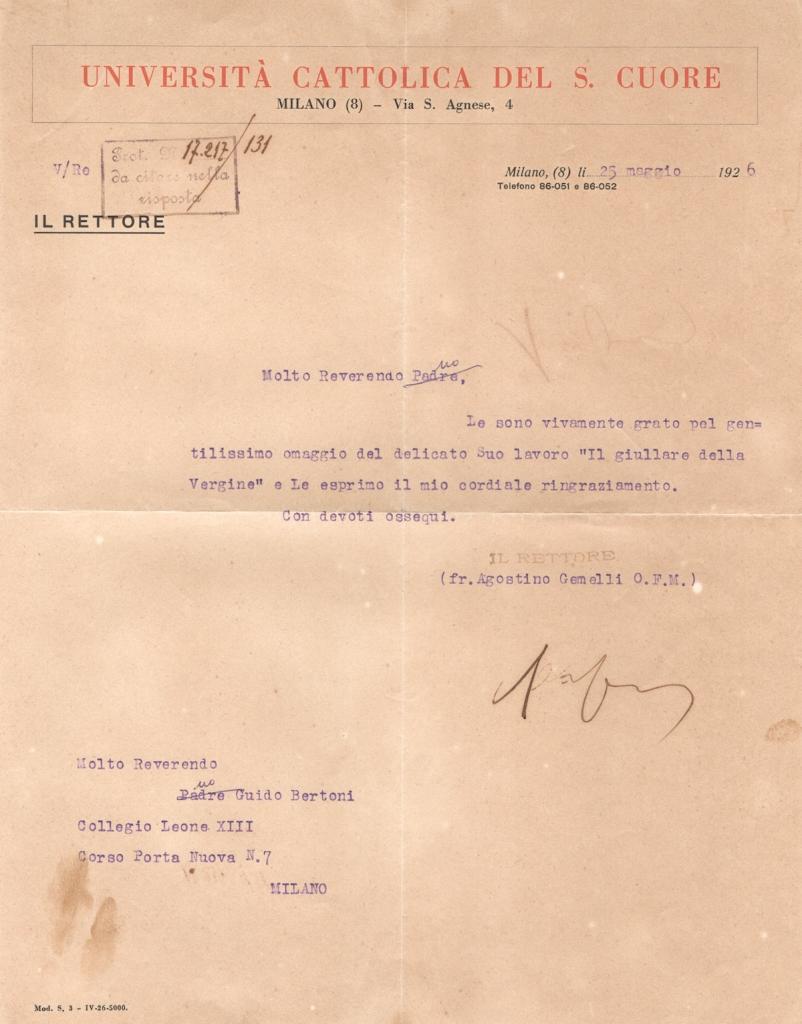 UNIVERSITÀ CATTOLICA DEL S. CUORE
MILANO (8) – Via S. Agnese, 4
V/Re
Prot. N 17.217/131
da citare nella
risposta
Milano, (8) li 25 maggio 1926
Telefono 86-051 e 86-052
IL RETTORE
no
Molto Reverendo Padre,
Le sono vivamente grato pel gen=
tilissimo omaggio del delicato Suo lavoro "Il giullare della
Vergine" e Le esprimo il mio cordiale ringraziamento.
Con devoti ossequi.
IL RETTORE
(fr. Agostino Gemelli O.F.M.)
Molto Reverendo
no
Padre Guido Bertoni
Collegio Leone XIII
Corso Porta Nuova N.7
MILANO
Mod. S, 3 – IV-26-5000.